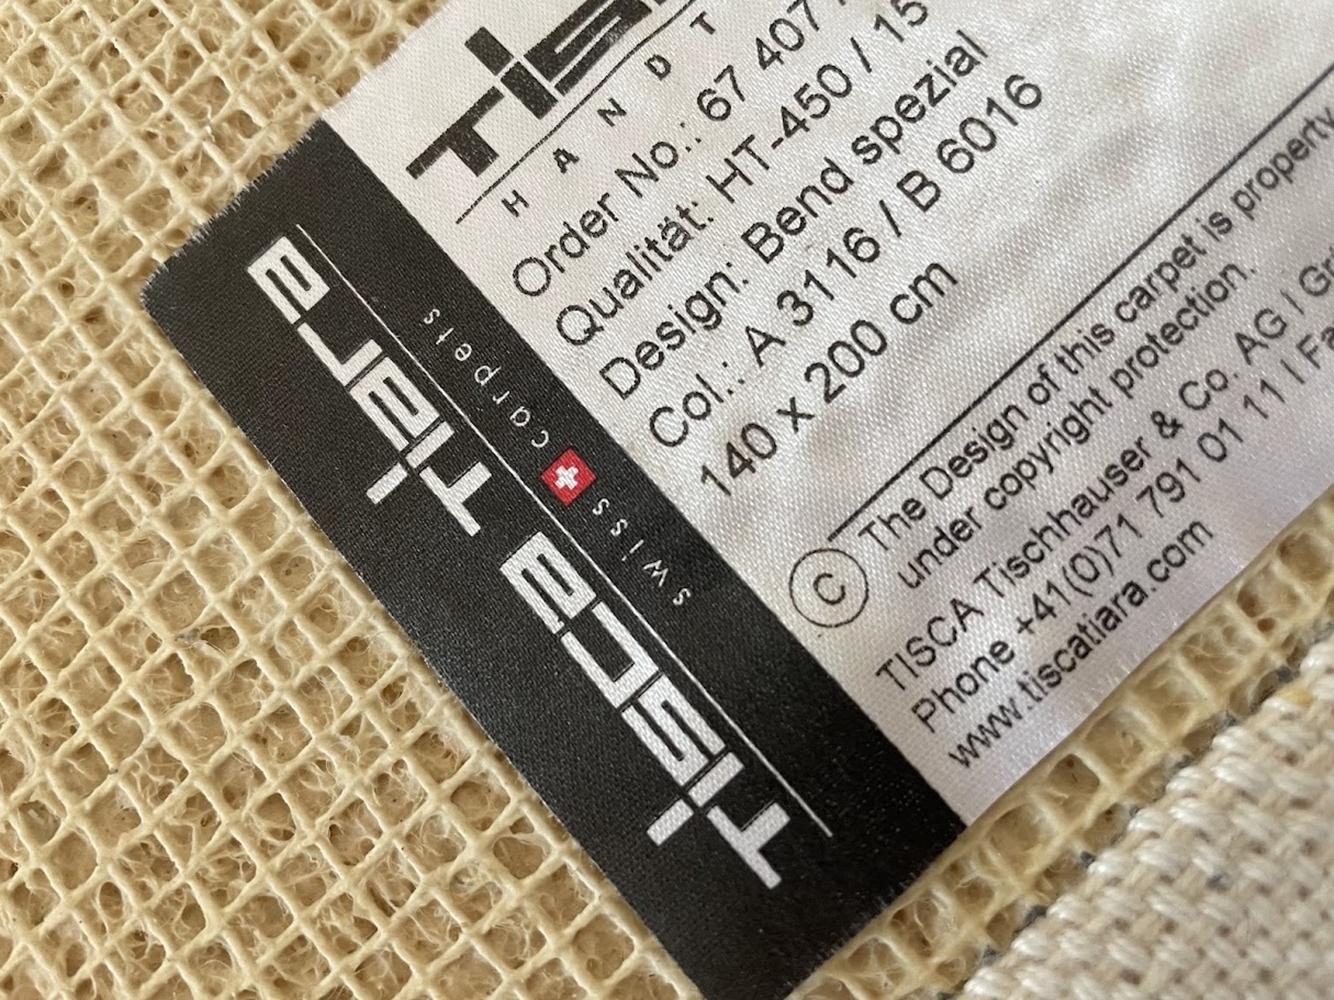 H A N D T
Order No.: 67 407
Qualität: HT-450 / 15
Design: Bend spezial
Col.: A 3116 / B 6016
140 x 200 cm
© The Design of this carpet is property
under copyright protection.
TISCA Tischhauser & Co. AG I
Phone +41(0)71 791 01 11 I
www.tiscatiara.com
TISCA TIARA
swiss carpets